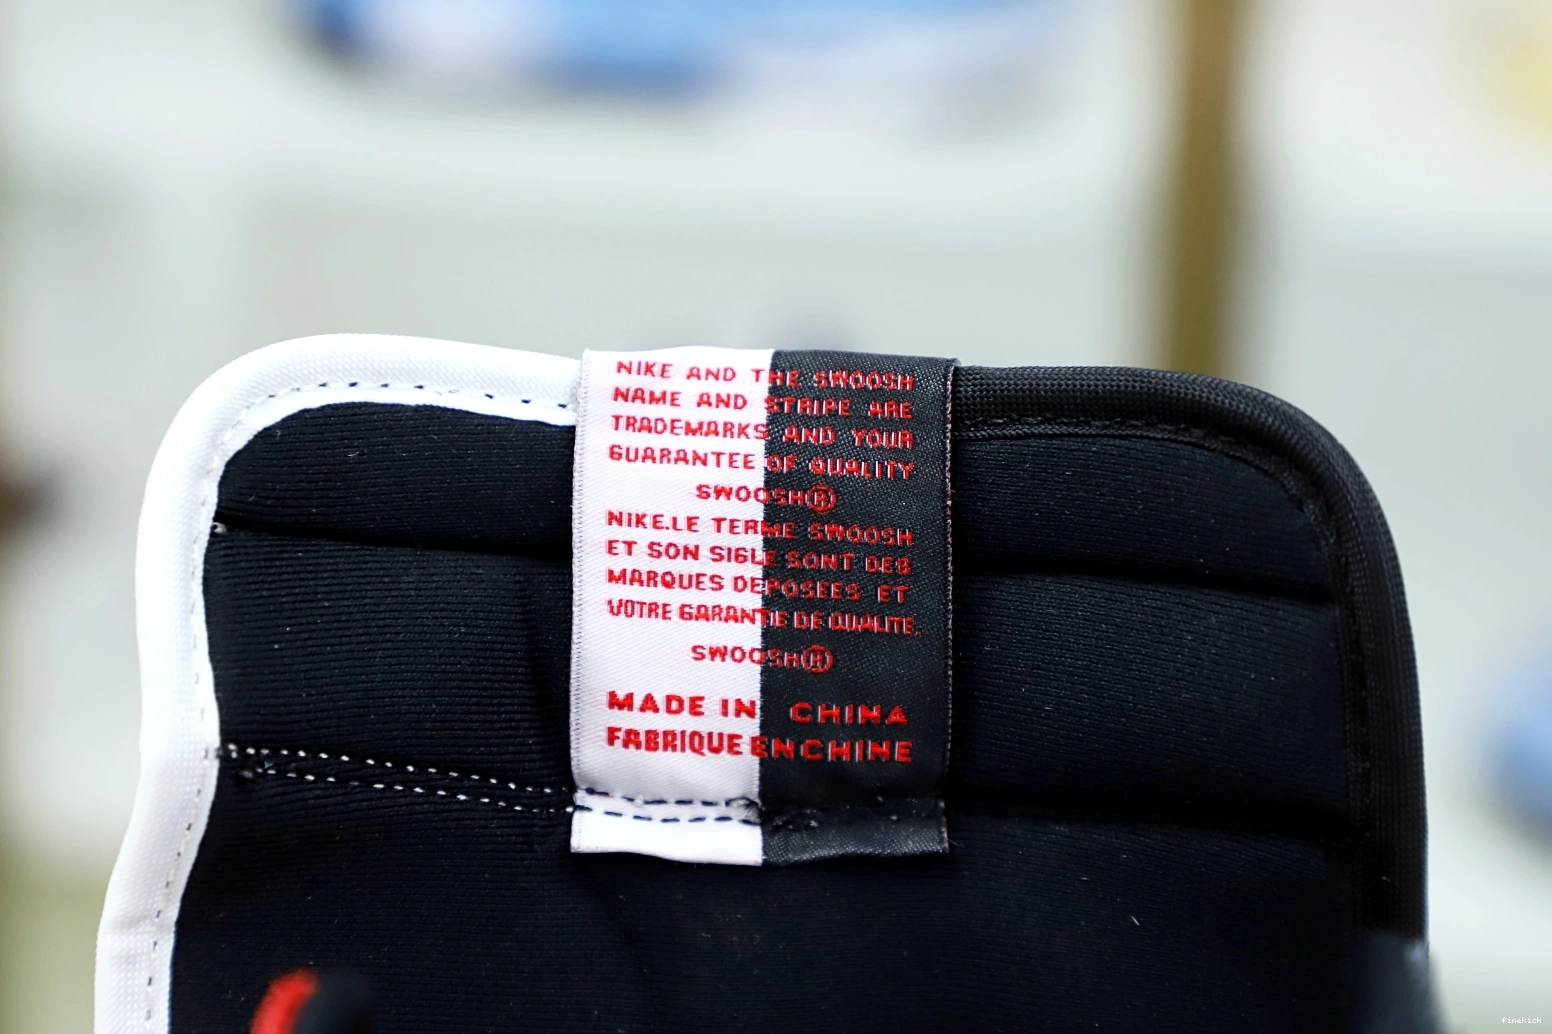 NIKE AND THE SWOOSH
NAME AND STRIPE ARE
TRADEMARKS AND YOUR
GUARANTEE OF QUALITY
SWOOSH®
NIKE.LE TERME SWOOSH
ET SON SIGLE SONT DES
MARQUES DEPOSEES ET
VOTRE GARANTIE DE QUALITE.
SWOOSH®
MADE IN CHINA
FABRIQUE EN CHINE
finekick